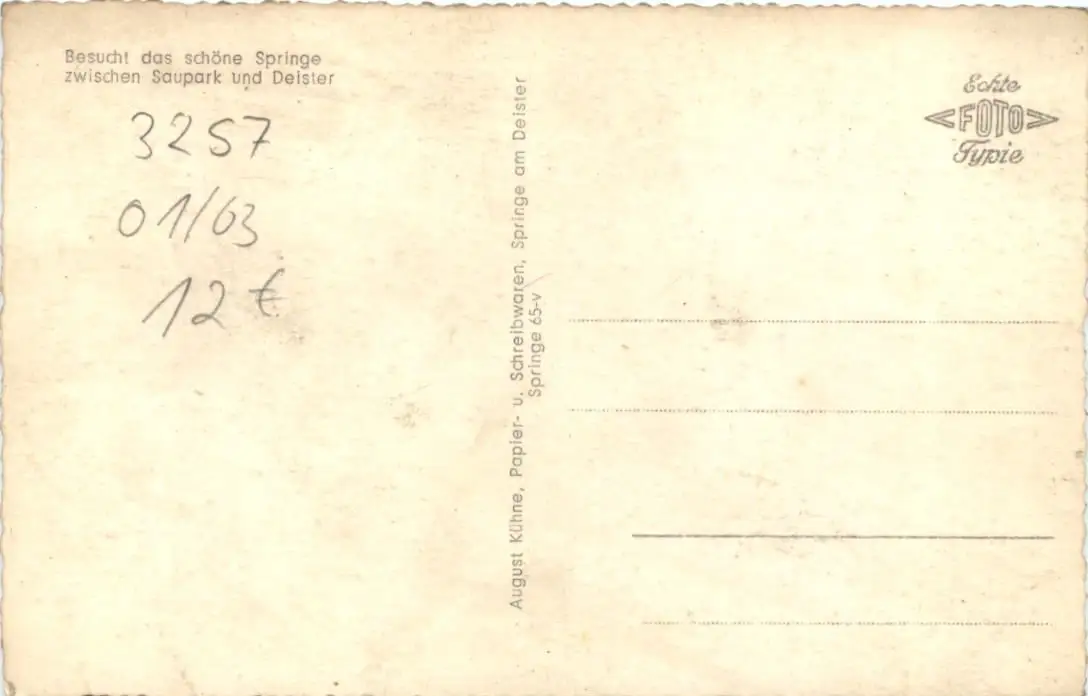 Besucht das schöne Springe
zwischen Saupark und Deister
3257
01/63
12 €
August Kühne, Papier- u. Schreibwaren, Springe am Deister
Springe 65-v
Echte
FOTO
Typie